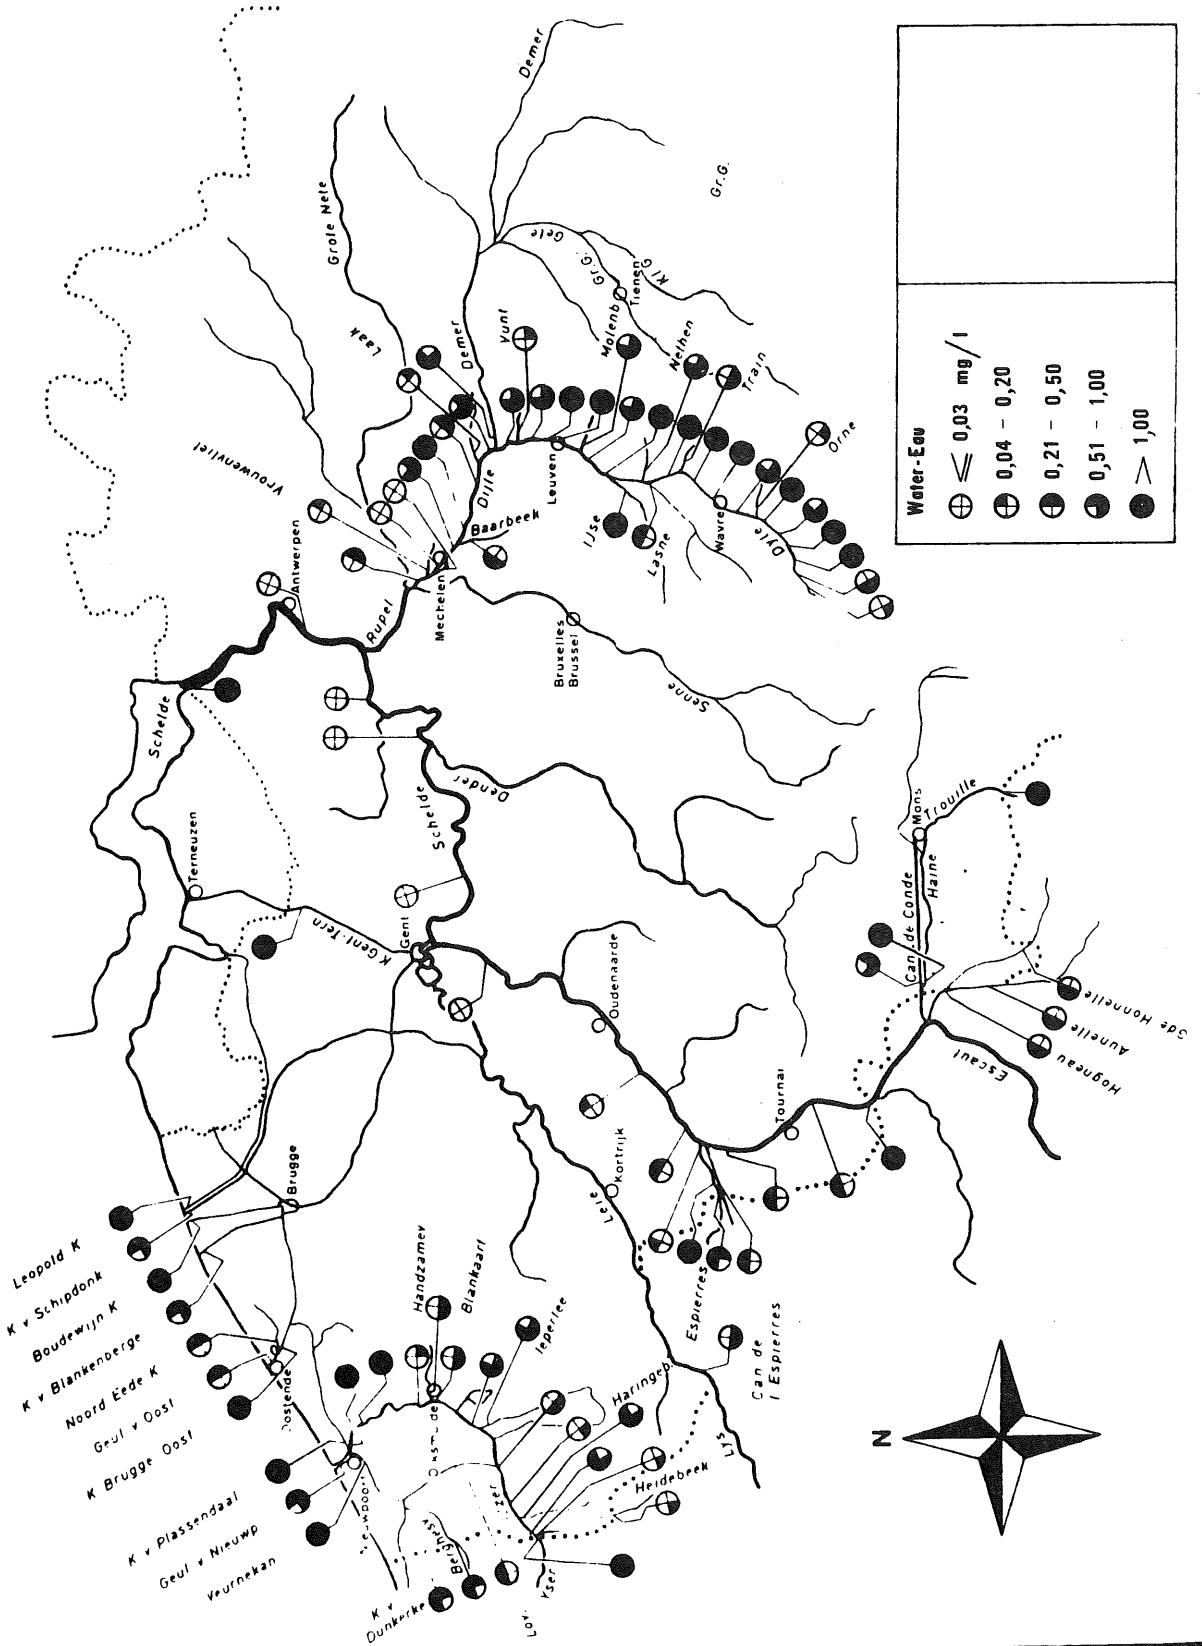 Demer
Grote Nete
Laak
Vrouwenvliet
Gr.G.
Gete
Gr.G.
Kl G
Tienen
Molenb
Nethen
Train
Orne
Vunt
Demer
Leuven
Dijle
Baarbeek
IJse
Lasne
Wavre
Dyle
Antwerpen
Rupel
Mechelen
Bruxelles
Brussel
Senne
Schelde
Terneuzen
Schelde
Dender
K Gent-Tern
Gent
Oudenaarde
Mons
Trouille
Can. de Conde
Haine
Gde Honnelle
Aunelle
Hogneau
Escaut
Tournai
Kortrijk
Leie
Brugge
Leopold K
K v Schipdonk
Boudewijn K
K v Blankenberge
Noord Eede K
Geul v Oost
K Brugge Oost
Oostende
K v Plassendaal
Geul v Nieuwp
Veurnekan
Handzamev
Blankaart
Ieperlee
Haringeb.
Heidebeek
Espierres
Can de
l Espierres
Lys
Yser
K v
Dunkerke
N
Water-Eau
≤ 0,03 mg/l
0,04 - 0,20
0,21 - 0,50
0,51 - 1,00
> 1,00